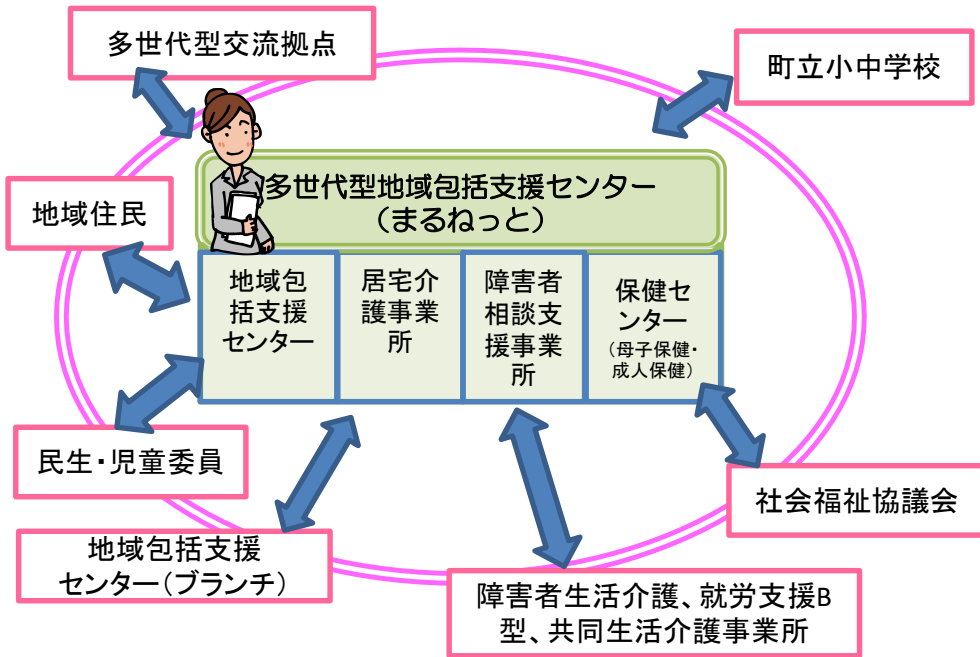 多世代型交流拠点
町立小中学校
多世代型地域包括支援センター
(まるねっと)
地域住民
地域包
括支援
センター
居宅介
護事業
所
障害者
相談支
援事業
所
保健セ
ンター
(母子保健・
成人保健)
民生・児童委員
社会福祉協議会
地域包括支援
センター(ブランチ)
障害者生活介護、就労支援B
型、共同生活介護事業所